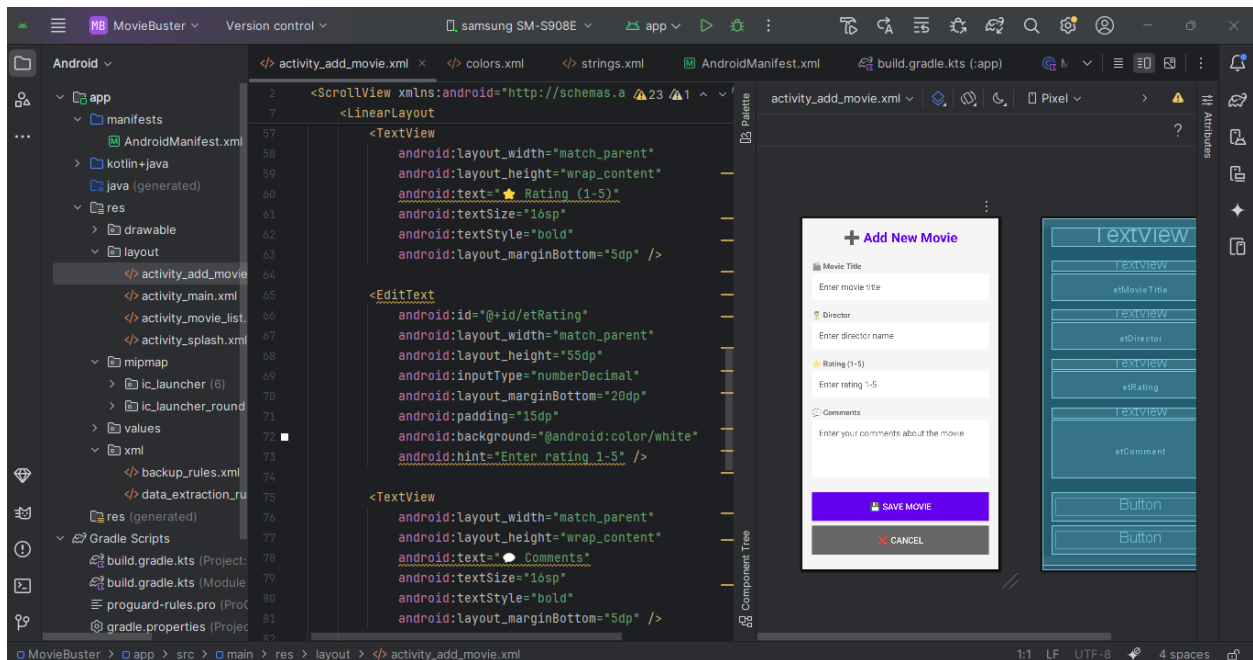 MB MovieBuster Version control samsung SM-S908E app
Android
activity_add_movie.xml colors.xml strings.xml AndroidManifest.xml build.gradle.kts (:app)
app
manifests
AndroidManifest.xml
kotlin+java
java (generated)
res
drawable
layout
activity_add_movie
activity_main.xml
activity_movie_list.
activity_splash.xml
mipmap
ic_launcher (6)
ic_launcher_round
values
xml
backup_rules.xml
data_extraction_ru
res (generated)
Gradle Scripts
build.gradle.kts (Project:
build.gradle.kts (Module
proguard-rules.pro (Pro
gradle.properties (Projec
2 <ScrollView xmlns:android="http://schemas.a 23 1
7 <LinearLayout
57 <TextView
58 android:layout_width="match_parent"
59 android:layout_height="wrap_content"
60 android:text="⭐ Rating (1-5)"
61 android:textSize="16sp"
62 android:textStyle="bold"
63 android:layout_marginBottom="5dp" />
64
65 <EditText
66 android:id="@+id/etRating"
67 android:layout_width="match_parent"
68 android:layout_height="55dp"
69 android:inputType="numberDecimal"
70 android:layout_marginBottom="20dp"
71 android:padding="15dp"
72 android:background="@android:color/white"
73 android:hint="Enter rating 1-5" />
74
75 <TextView
76 android:layout_width="match_parent"
77 android:layout_height="wrap_content"
78 android:text="💬 Comments"
79 android:textSize="16sp"
80 android:textStyle="bold"
81 android:layout_marginBottom="5dp" />
82
Palette
Component Tree
activity_add_movie.xml Pixel
Attributes
?
➕ Add New Movie
🎬 Movie Title
Enter movie title
Director
Enter director name
⭐ Rating (1-5)
Enter rating 1-5
💬 Comments
Enter your comments about the movie
💾 SAVE MOVIE
❌ CANCEL
TextView
TextView
etMovieTitle
TextView
etDirector
TextView
etRating
TextView
etComment
Button
Button
MovieBuster > app > src > main > res > layout > activity_add_movie.xml
1:1 LF UTF-8 4 spaces